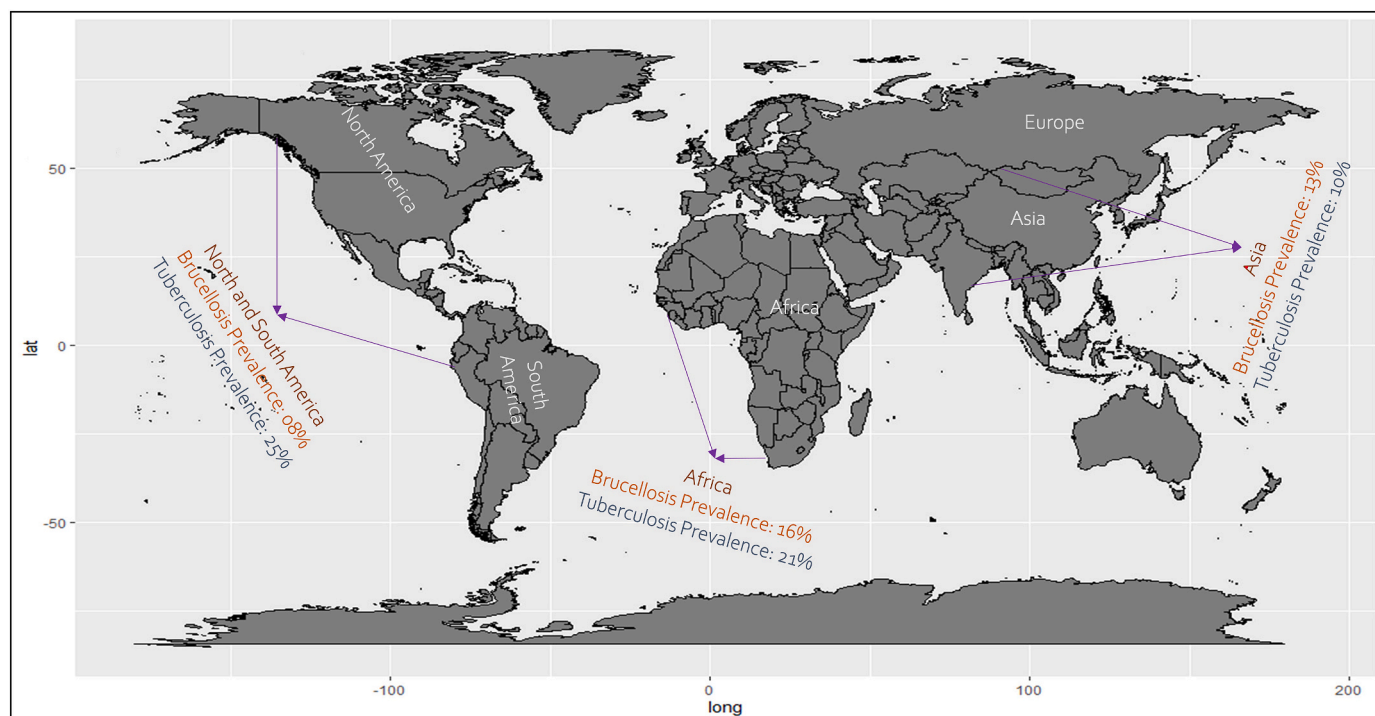 North America
Europe
Asia
Africa
South
America
North and South America
Brucellosis Prevalence: 08%
Tuberculosis Prevalence: 25%
Africa
Brucellosis Prevalence: 16%
Tuberculosis Prevalence: 21%
Asia
Brucellosis Prevalence: 13%
Tuberculosis Prevalence: 10%
lat
50
0
-50
-100
0
100
200
long